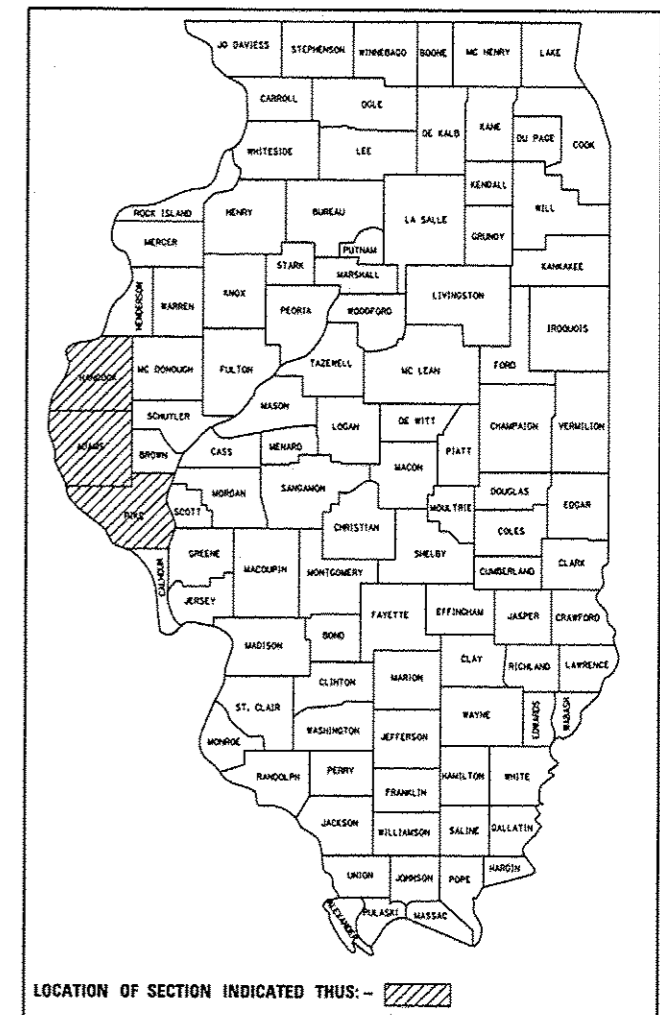 JO DAVIESS STEPHENSON WINNEBAGO BOONE MC HENRY LAKE
CARROLL OGLE DE KALB KANE DU PAGE COOK
WHITESIDE LEE KENDALL WILL
ROCK ISLAND HENRY BUREAU LA SALLE GRUNDY
MERCER PUTNAM KANKAKEE
STARK MARSHALL
HENDERSON WARREN KNOX PEORIA WOODFORD LIVINGSTON IROQUOIS
HANCOCK MC DONOUGH FULTON TAZEWELL MC LEAN FORD
SCHUYLER MASON LOGAN DE WITT CHAMPAIGN VERMILION
ADAMS BROWN CASS MENARD MACON PIATT
PIKE SCOTT MORGAN SANGAMON MOULTRIE DOUGLAS EDGAR
CHRISTIAN COLES
CALHOUN GREENE MACOUPIN MONTGOMERY SHELBY CUMBERLAND CLARK
JERSEY FAYETTE EFFINGHAM JASPER CRAWFORD
MADISON BOND CLAY RICHLAND LAWRENCE
CLINTON MARION
ST. CLAIR WAYNE EDWARDS WABASH
MONROE WASHINGTON JEFFERSON
RANDOLPH PERRY HAMILTON WHITE
FRANKLIN
JACKSON WILLIAMSON SALINE GALLATIN
UNION JOHNSON POPE HARDIN
ALEXANDER PULASKI MASSAC
LOCATION OF SECTION INDICATED THUS: -